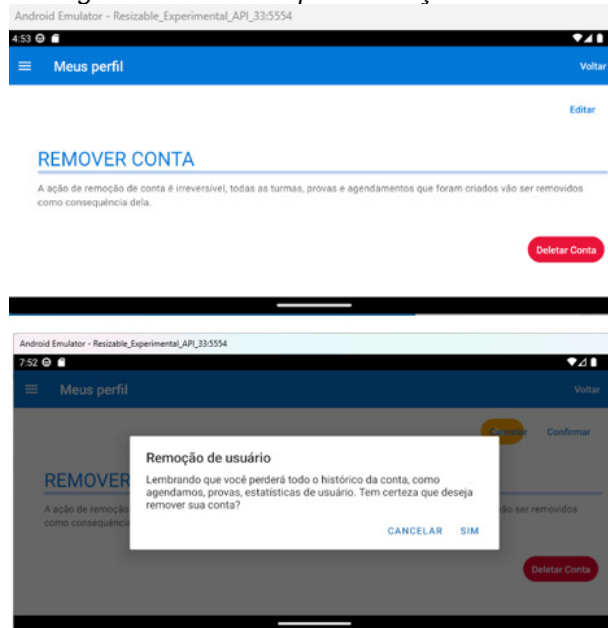 Android Emulator - Resizable_Experimental_API_33:5554
4:53
Meus perfil
Voltar
Editar
REMOVER CONTA
A ação de remoção de conta é irreversível, todas as turmas, provas e agendamentos que foram criados vão ser removidos
como consequência dela.
Deletar Conta
Android Emulator - Resizable_Experimental_API_33:5554
7:52
Meus perfil
Voltar
Cancelar Confirmar
Remoção de usuário
Lembrando que você perderá todo o histórico da conta, como
agendamos, provas, estatísticas de usuário. Tem certeza que deseja
remover sua conta?
CANCELAR SIM
REMOVER
A ação de remoção
vão ser removidos
como consequência
Deletar Conta